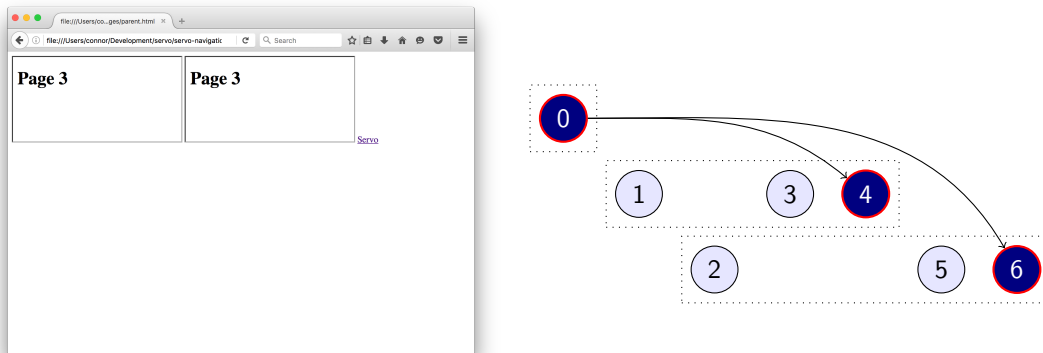 file:///Users/co...ges/parent.html × +
file:///Users/connor/Development/servo/servo-navigatic Search
Page 3 Page 3
Servo
0
1 3 4
2 5 6